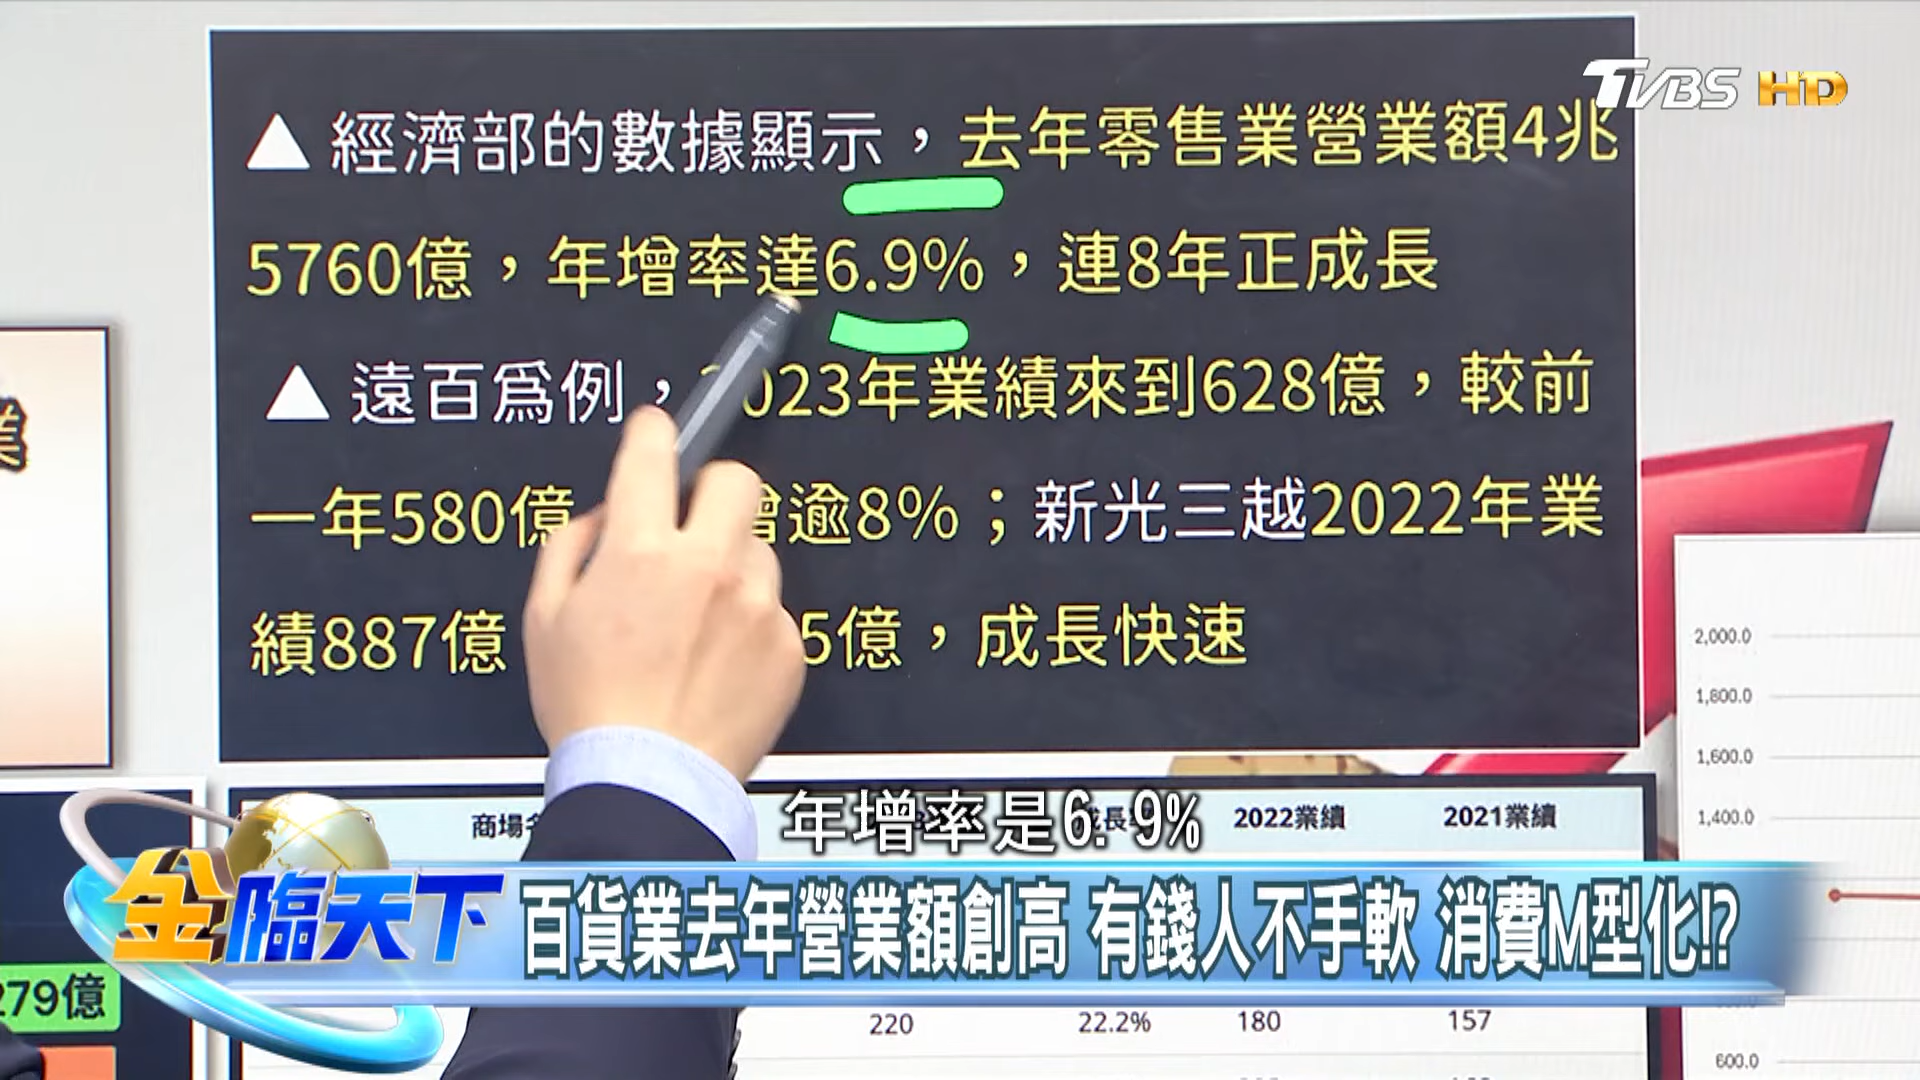 TVBS HD
▲ 經濟部的數據顯示，去年零售業營業額4兆
5760億，年增率達6.9%，連8年正成長
▲ 遠百為例，2023年業績來到628億，較前
一年580億 增逾8%；新光三越2022年業
績887億 5億，成長快速
業
2,000.0
1,800.0
1,600.0
1,400.0
商場 成長 2022業績 2021業績
年增率是6.9%
金臨天下
百貨業去年營業額創高 有錢人不手軟 消費M型化!?
279億
220 22.2% 180 157
600.0